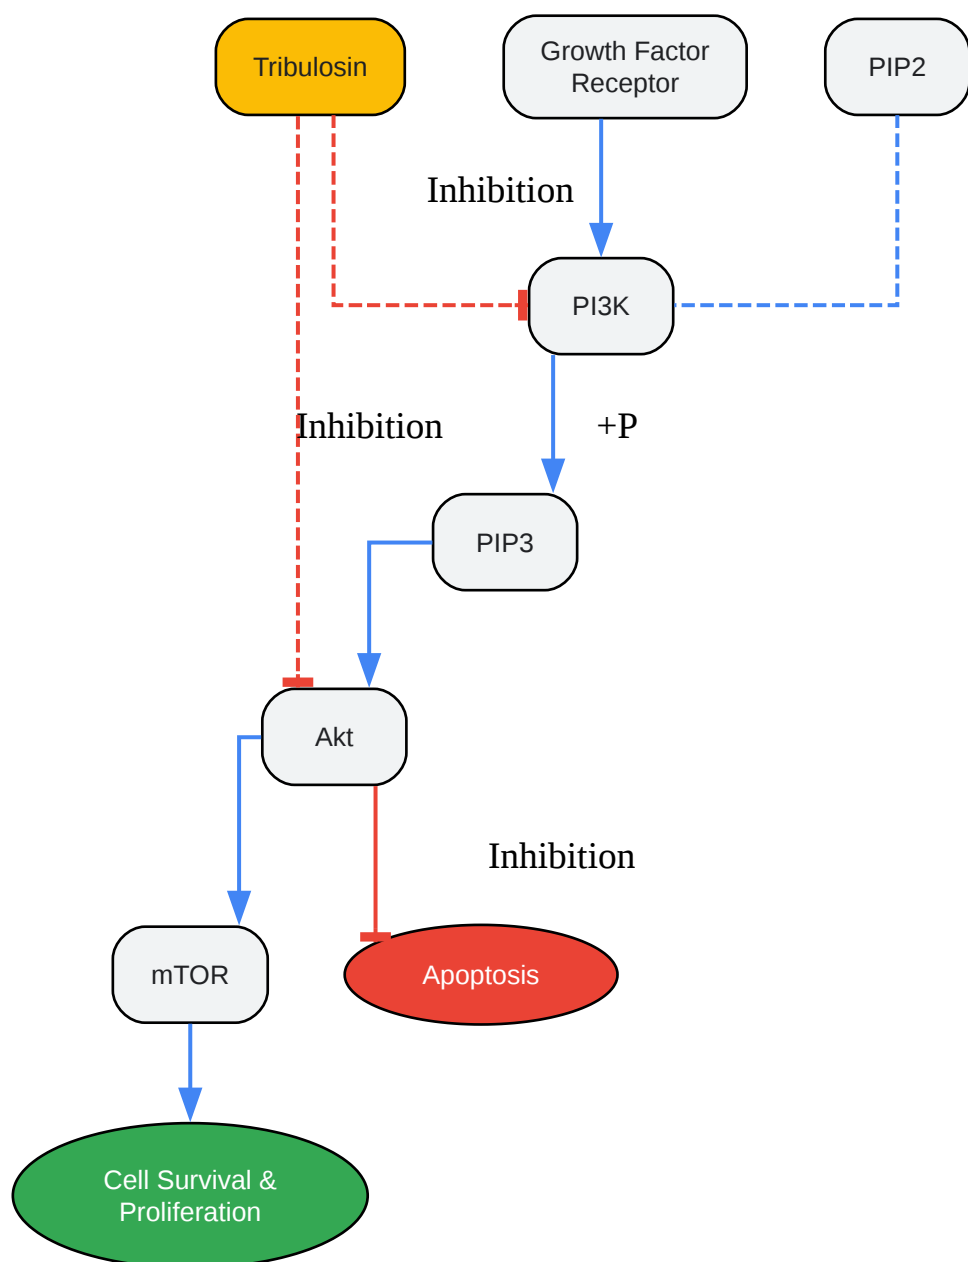 Tribulosin
Growth Factor
Receptor
PIP2
Inhibition
PI3K
Inhibition
+P
PIP3
Akt
Inhibition
mTOR
Apoptosis
Cell Survival &
Proliferation